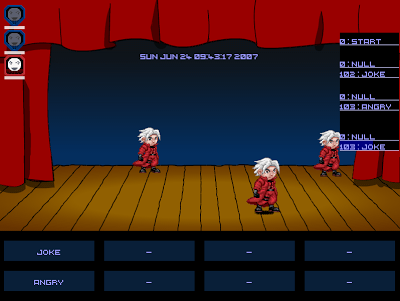 SUN JUN 24 09:43:17 2007
0:START
0:NULL
102:JOKE
0:NULL
103:ANGRY
0:NULL
103:JOKE
JOKE - - -
ANGRY - - -